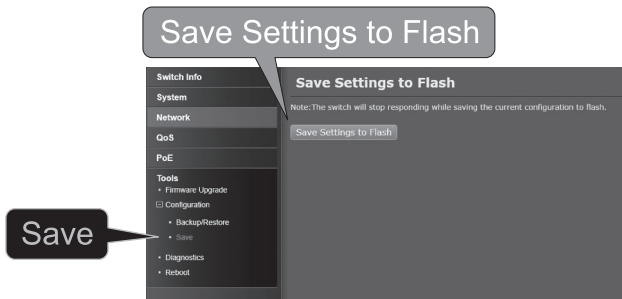 Save Settings to Flash
Switch Info
System
Network
QoS
PoE
Tools
• Firmware Upgrade
Configuration
• Backup/Restore
• Save
• Diagnostics
• Reboot
Save
Save Settings to Flash
Note:The switch will stop responding while saving the current configuration to flash.
Save Settings to Flash